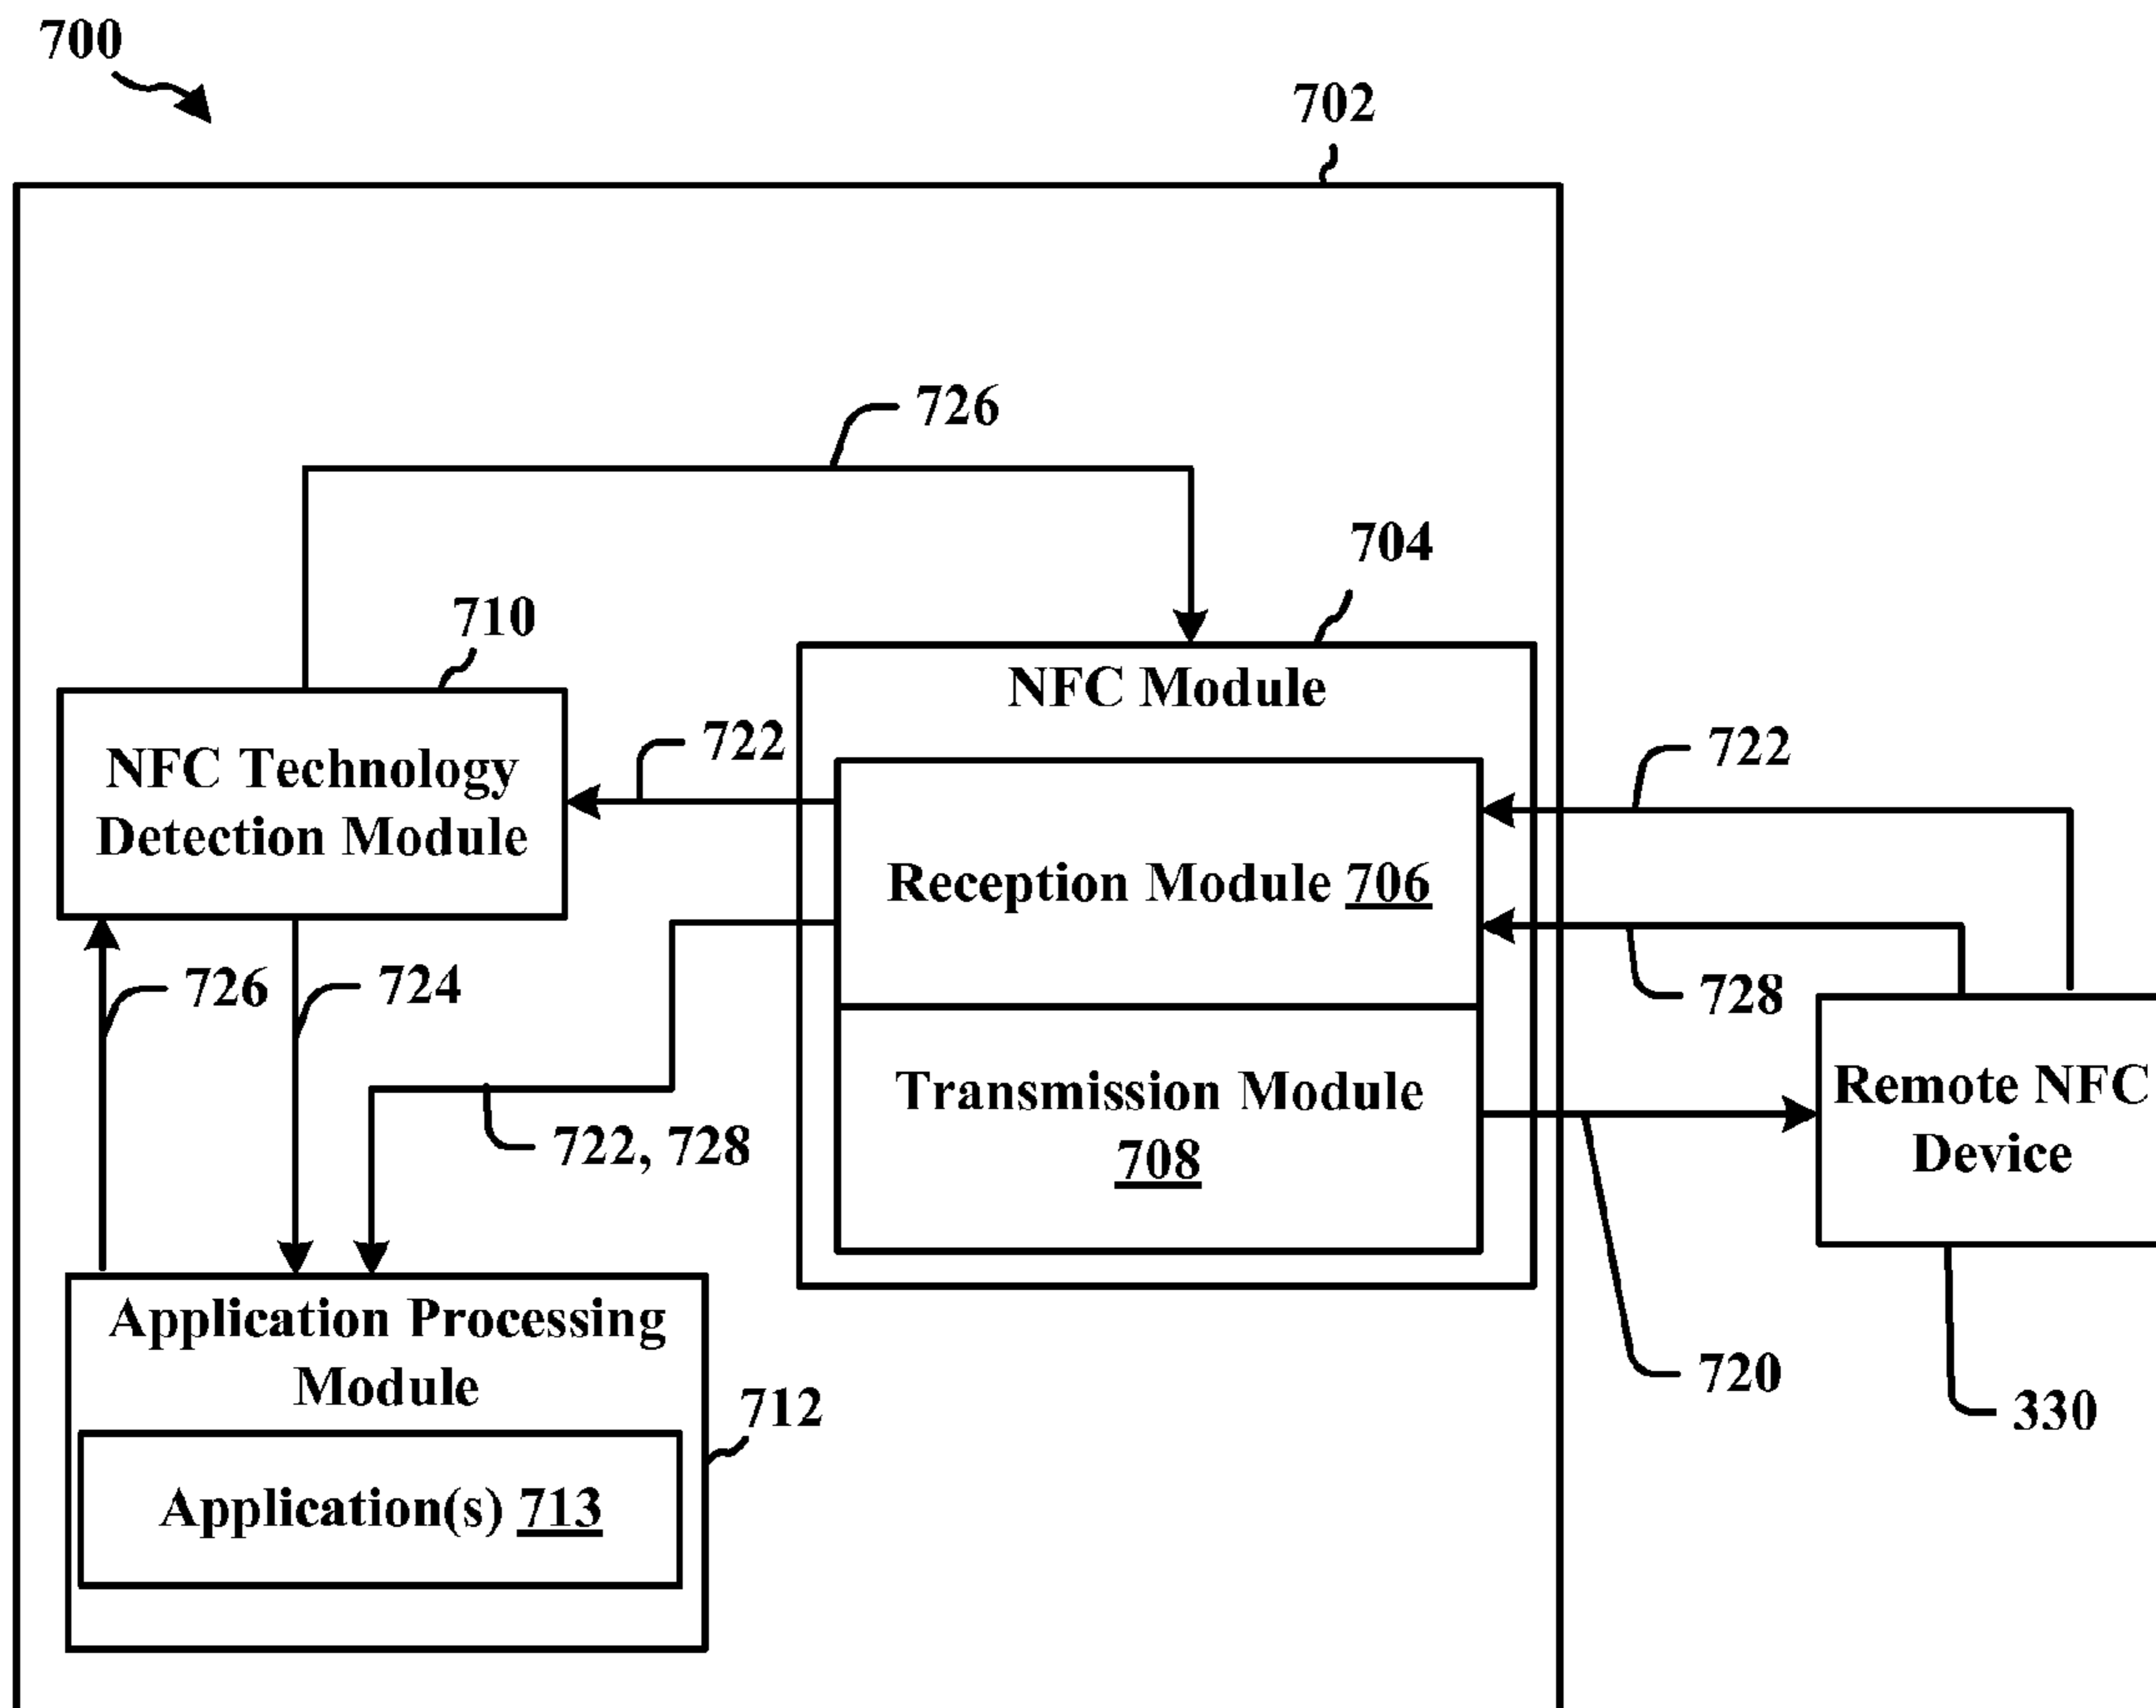 700
702
726
704
710
NFC Module
722
722
NFC Technology
Detection Module
Reception Module 706
726
724
728
Transmission Module
708
Remote NFC
Device
722, 728
Application Processing
Module
720
712
330
Application(s) 713